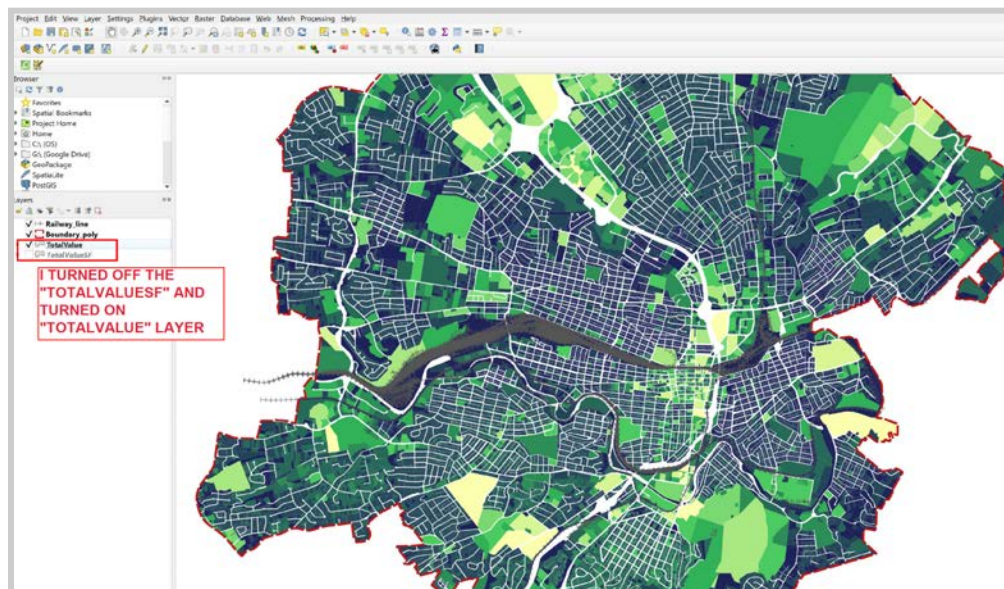 Project Edit View Layer Settings Plugins Vector Raster Database Web Mesh Processing Help
Browser
Favorites
Spatial Bookmarks
Project Home
Home
C:\ (OS)
G:\ (Google Drive)
GeoPackage
SpatiaLite
PostGIS
Layers
Railway_line
Boundary_poly
TotalValue
TotalValueSF
I TURNED OFF THE
"TOTALVALUESF" AND
TURNED ON
"TOTALVALUE" LAYER